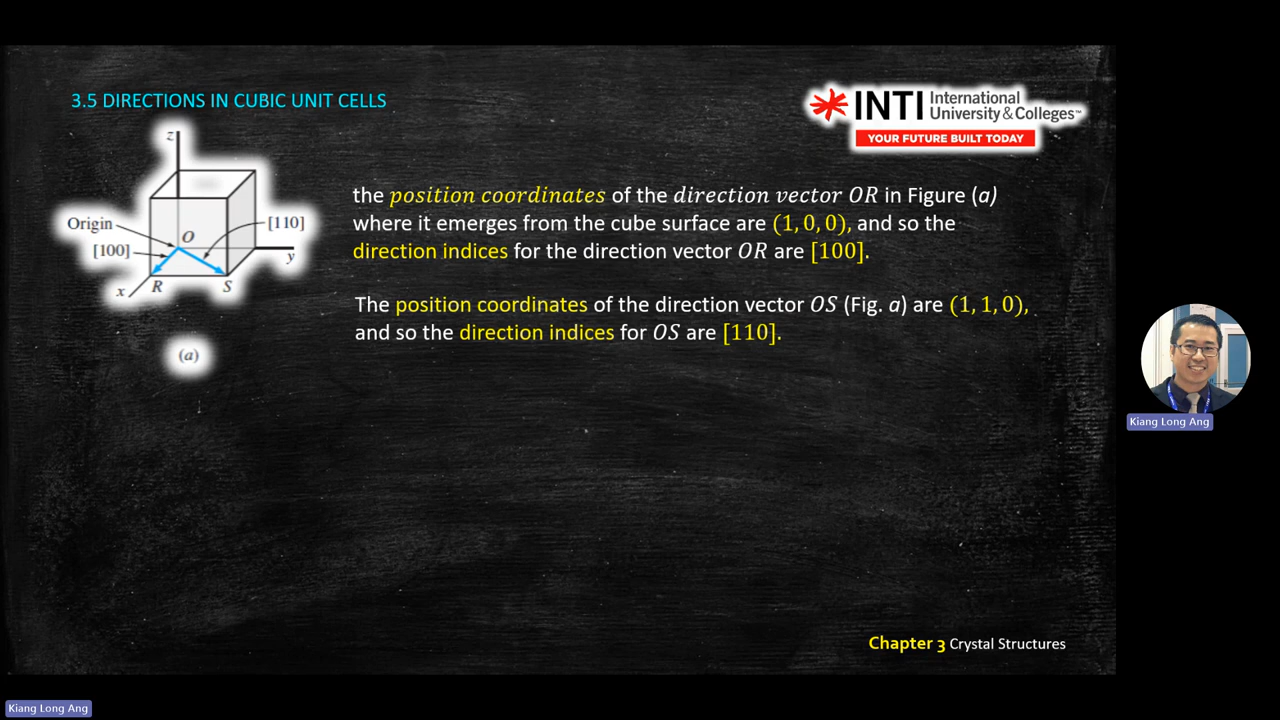 3.5 DIRECTIONS IN CUBIC UNIT CELLS
INTI International
University & Colleges™
YOUR FUTURE BUILT TODAY
z
Origin
O
[110]
[100]
y
x
R
S
(a)
the position coordinates of the direction vector OR in Figure (a)
where it emerges from the cube surface are (1, 0, 0), and so the
direction indices for the direction vector OR are [100].
The position coordinates of the direction vector OS (Fig. a) are (1, 1, 0),
and so the direction indices for OS are [110].
Kiang Long Ang
Chapter 3 Crystal Structures
Kiang Long Ang